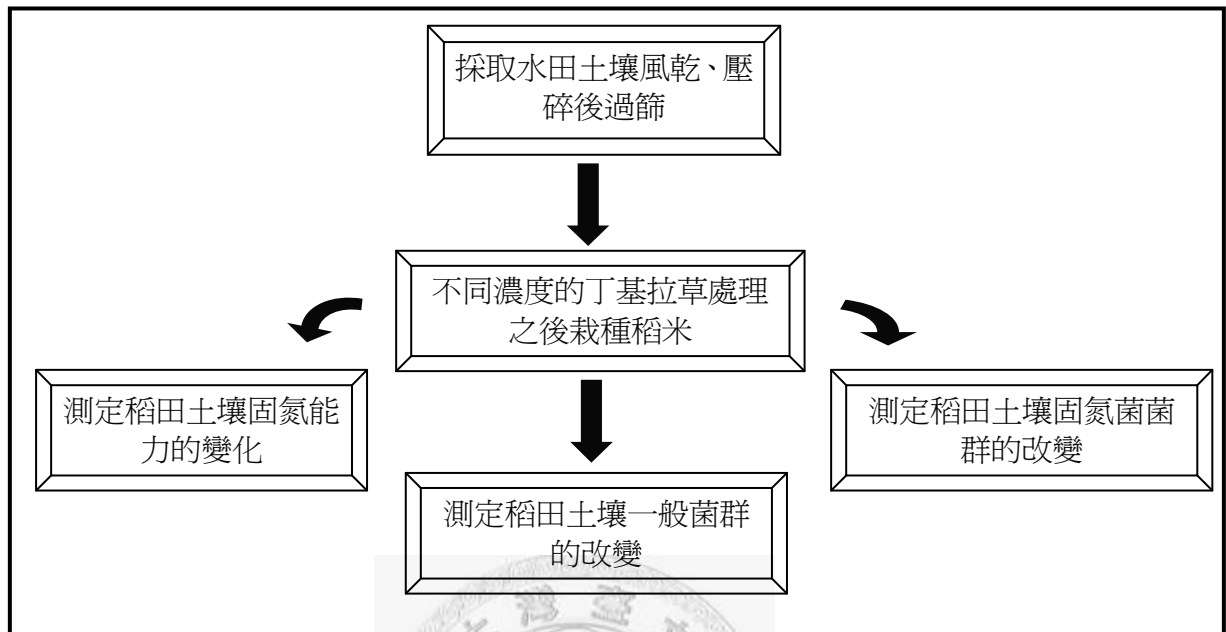 採取水田土壤風乾、壓
碎後過篩
不同濃度的丁基拉草處理
之後栽種稻米
測定稻田土壤固氮能
力的變化
測定稻田土壤固氮菌菌
群的改變
測定稻田土壤一般菌群
的改變